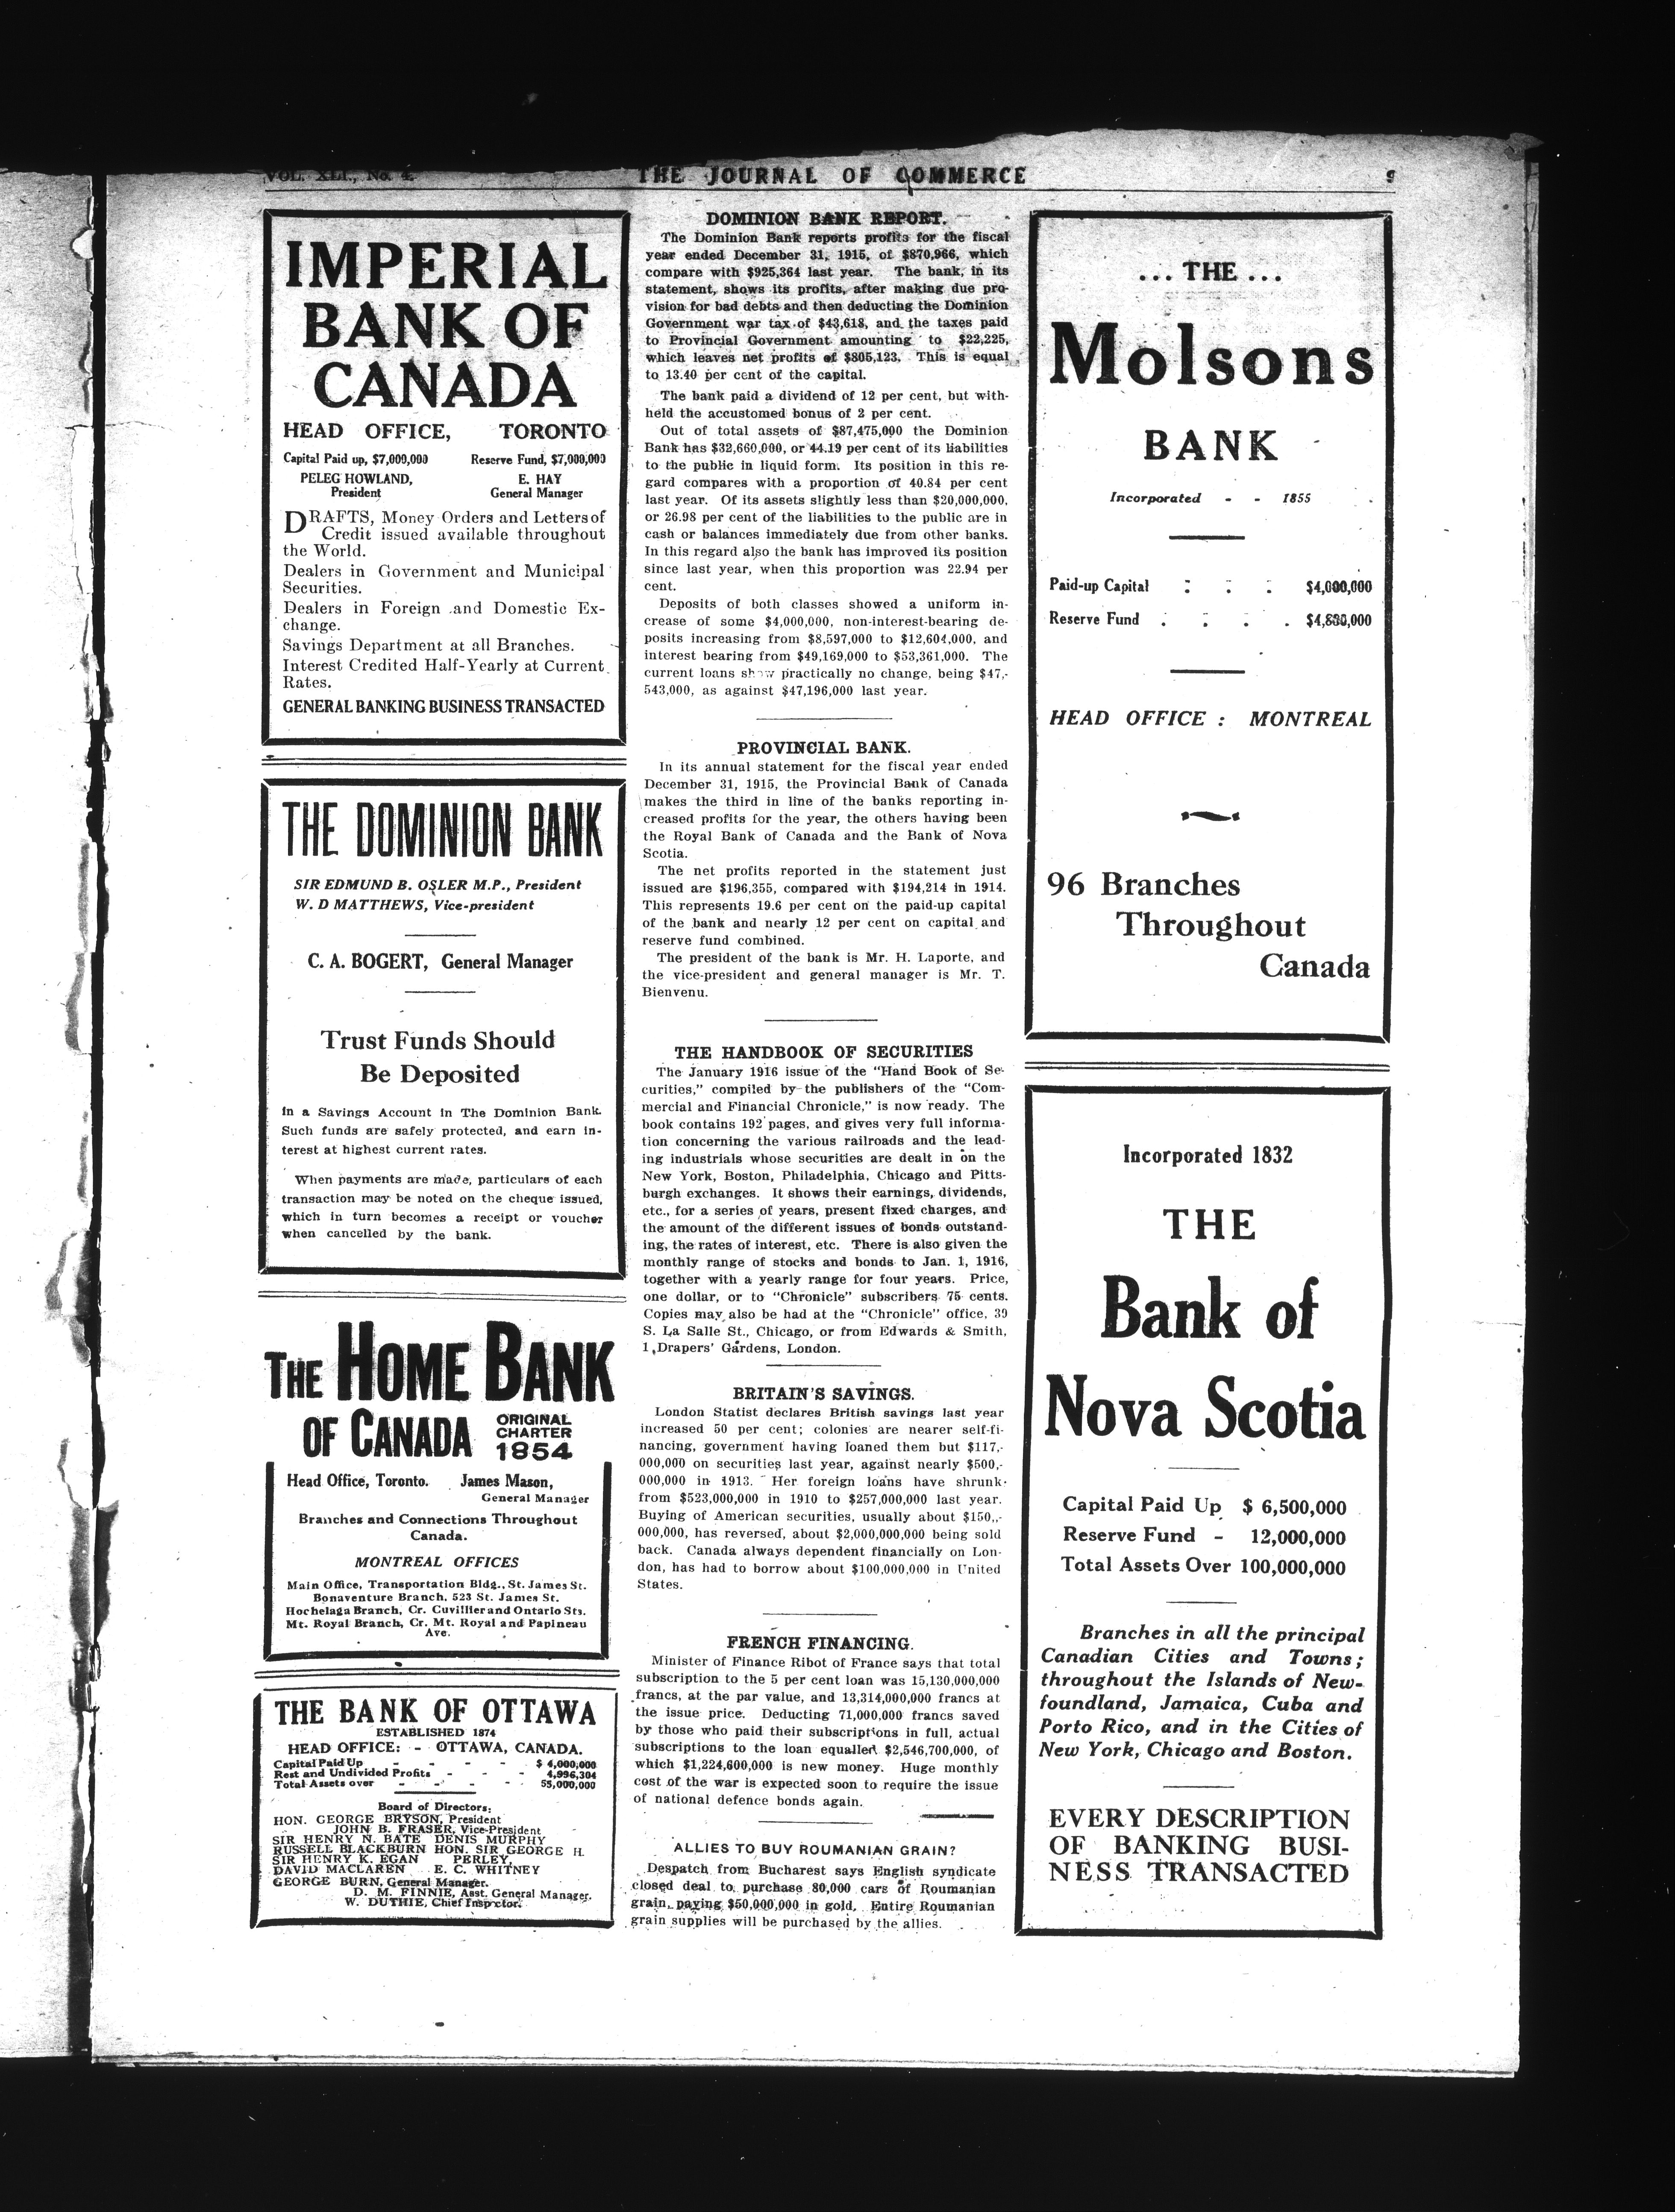 VOL. XLI., No. 4.
THE JOURNAL OF COMMERCE
9
IMPERIAL
BANK OF
CANADA
HEAD OFFICE, TORONTO
Capital Paid up, $7,000,000 Reserve Fund, $7,000,000
PELEG HOWLAND, E. HAY
President General Manager
DRAFTS, Money Orders and Letters of
Credit issued available throughout
the World.
Dealers in Government and Municipal
Securities.
Dealers in Foreign and Domestic Ex-
change.
Savings Department at all Branches.
Interest Credited Half-Yearly at Current
Rates.
GENERAL BANKING BUSINESS TRANSACTED
THE DOMINION BANK
SIR EDMUND B. OSLER M.P., President
W. D MATTHEWS, Vice-president
C. A. BOGERT, General Manager
Trust Funds Should
Be Deposited
in a Savings Account in The Dominion Bank.
Such funds are safely protected, and earn in-
terest at highest current rates.
When payments are made, particulars of each
transaction may be noted on the cheque issued,
which in turn becomes a receipt or voucher
when cancelled by the bank.
THE HOME BANK
OF CANADA ORIGINAL
CHARTER
1854
Head Office, Toronto. James Mason,
General Manager
Branches and Connections Throughout
Canada.
MONTREAL OFFICES
Main Office, Transportation Bldg., St. James St.
Bonaventure Branch, 523 St. James St.
Hochelaga Branch, Cr. Cuvillier and Ontario Sts.
Mt. Royal Branch, Cr. Mt. Royal and Papineau
Ave.
THE BANK OF OTTAWA
ESTABLISHED 1874
HEAD OFFICE: - OTTAWA, CANADA.
Capital Paid Up - - - - - $ 4,000,000
Rest and Undivided Profits - - - 4,996,304
Total Assets over - - - - 55,000,000
Board of Directors:
HON. GEORGE BRYSON, President
JOHN B. FRASER, Vice-President
SIR HENRY N. BATE DENIS MURPHY
RUSSELL BLACKBURN HON. SIR GEORGE H.
SIR HENRY K. EGAN PERLEY
DAVID MACLAREN E. C. WHITNEY
GEORGE BURN, General Manager.
D. M. FINNIE, Asst. General Manager.
W. DUTHIE, Chief Inspector.
DOMINION BANK REPORT.
The Dominion Bank reports profits for the fiscal
year ended December 31, 1915, of $870,966, which
compare with $925,364 last year. The bank, in its
statement, shows its profits, after making due pro-
vision for bad debts and then deducting the Dominion
Government war tax of $43,618, and the taxes paid
to Provincial Government amounting to $22,225,
which leaves net profits of $805,123. This is equal
to 13.40 per cent of the capital.
The bank paid a dividend of 12 per cent, but with-
held the accustomed bonus of 2 per cent.
Out of total assets of $87,475,000 the Dominion
Bank has $32,660,000, or 44.19 per cent of its liabilities
to the public in liquid form. Its position in this re-
gard compares with a proportion of 40.84 per cent
last year. Of its assets slightly less than $20,000,000,
or 26.98 per cent of the liabilities to the public are in
cash or balances immediately due from other banks.
In this regard also the bank has improved its position
since last year, when this proportion was 22.94 per
cent.
Deposits of both classes showed a uniform in-
crease of some $4,000,000, non-interest-bearing de-
posits increasing from $8,597,000 to $12,604,000, and
interest bearing from $49,169,000 to $53,361,000. The
current loans show practically no change, being $47,-
543,000, as against $47,196,000 last year.
PROVINCIAL BANK.
In its annual statement for the fiscal year ended
December 31, 1915, the Provincial Bank of Canada
makes the third in line of the banks reporting in-
creased profits for the year, the others having been
the Royal Bank of Canada and the Bank of Nova
Scotia.
The net profits reported in the statement just
issued are $196,355, compared with $194,214 in 1914.
This represents 19.6 per cent on the paid-up capital
of the bank and nearly 12 per cent on capital and
reserve fund combined.
The president of the bank is Mr. H. Laporte, and
the vice-president and general manager is Mr. T.
Bienvenu.
THE HANDBOOK OF SECURITIES
The January 1916 issue of the "Hand Book of Se-
curities," compiled by the publishers of the "Com-
mercial and Financial Chronicle," is now ready. The
book contains 192 pages, and gives very full informa-
tion concerning the various railroads and the lead-
ing industrials whose securities are dealt in on the
New York, Boston, Philadelphia, Chicago and Pitts-
burgh exchanges. It shows their earnings, dividends,
etc., for a series of years, present fixed charges, and
the amount of the different issues of bonds outstand-
ing, the rates of interest, etc. There is also given the
monthly range of stocks and bonds to Jan. 1, 1916,
together with a yearly range for four years. Price,
one dollar, or to "Chronicle" subscribers 75 cents.
Copies may also be had at the "Chronicle" office, 39
S. La Salle St., Chicago, or from Edwards & Smith,
1 Drapers' Gardens, London.
BRITAIN'S SAVINGS.
London Statist declares British savings last year
increased 50 per cent; colonies are nearer self-fi-
nancing, government having loaned them but $117,-
000,000 on securities last year, against nearly $500,-
000,000 in 1913. Her foreign loans have shrunk
from $523,000,000 in 1910 to $257,000,000 last year.
Buying of American securities, usually about $150,-
000,000, has reversed, about $2,000,000,000 being sold
back. Canada always dependent financially on Lon-
don, has had to borrow about $100,000,000 in United
States.
FRENCH FINANCING.
Minister of Finance Ribot of France says that total
subscription to the 5 per cent loan was 15,130,000,000
francs, at the par value, and 13,314,000,000 francs at
the issue price. Deducting 71,000,000 francs saved
by those who paid their subscriptions in full, actual
subscriptions to the loan equalled $2,546,700,000, of
which $1,224,600,000 is new money. Huge monthly
cost of the war is expected soon to require the issue
of national defence bonds again.
ALLIES TO BUY ROUMANIAN GRAIN?
Despatch from Bucharest says English syndicate
closed deal to purchase 80,000 cars of Roumanian
grain, paying $50,000,000 in gold. Entire Roumanian
grain supplies will be purchased by the allies.
... THE ...
Molsons
BANK
Incorporated - - 1855
Paid-up Capital : : : $4,000,000
Reserve Fund . . . . $4,800,000
HEAD OFFICE : MONTREAL
96 Branches
Throughout
Canada
Incorporated 1832
THE
Bank of
Nova Scotia
Capital Paid Up $ 6,500,000
Reserve Fund - 12,000,000
Total Assets Over 100,000,000
Branches in all the principal
Canadian Cities and Towns;
throughout the Islands of New-
foundland, Jamaica, Cuba and
Porto Rico, and in the Cities of
New York, Chicago and Boston.
EVERY DESCRIPTION
OF BANKING BUSI-
NESS TRANSACTED